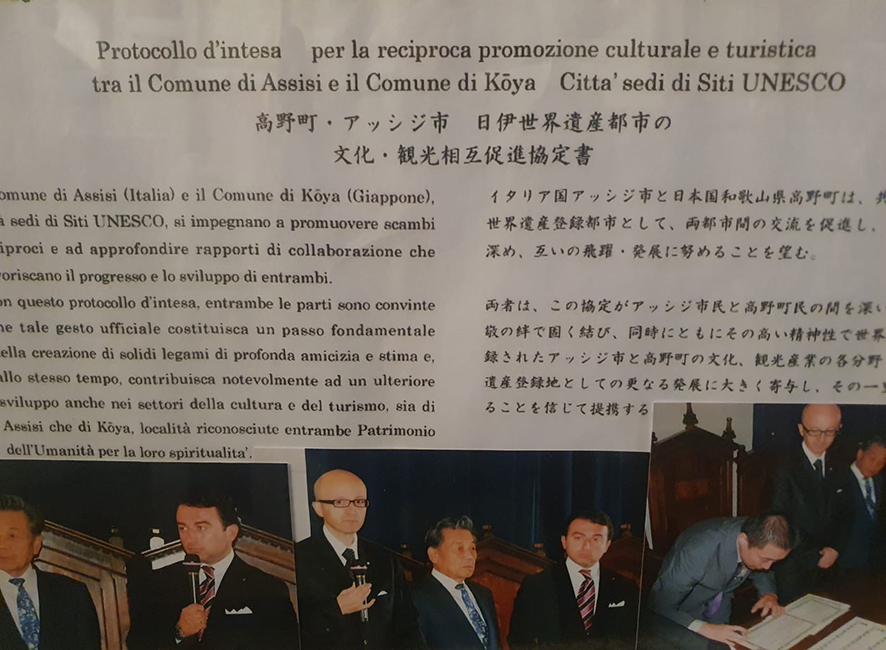 Protocollo d'intesa per la reciproca promozione culturale e turistica
tra il Comune di Assisi e il Comune di Kōya Citta' sedi di Siti UNESCO
高野町・アッシジ市 日伊世界遺産都市の
文化・観光相互促進協定書
omune di Assisi (Italia) e il Comune di Kōya (Giappone),
sedi di Siti UNESCO, si impegnano a promuovere scambi
iproci e ad approfondire rapporti di collaborazione che
voriscano il progresso e lo sviluppo di entrambi.
on questo protocollo d'intesa, entrambe le parti sono convinte
he tale gesto ufficiale costituisca un passo fondamentale
ella creazione di solidi legami di profonda amicizia e stima e,
allo stesso tempo, contribuisca notevolmente ad un ulteriore
sviluppo anche nei settori della cultura e del turismo, sia di
Assisi che di Kōya, località riconosciute entrambe Patrimonio
dell'Umanità per la loro spiritualita'.
イタリア国アッシジ市と日本国和歌山県高野町は、共
世界遺産登録都市として、両都市間の交流を促進し、
深め、互いの飛躍・発展に努めることを望む。
両者は、この協定がアッシジ市民と高野町民の間を深い
敬の絆で固く結び、同時にともにその高い精神性で世界
録されたアッシジ市と高野町の文化、観光産業の各分野
遺産登録地としての更なる発展に大きく寄与し、その一
ることを信じて提携する